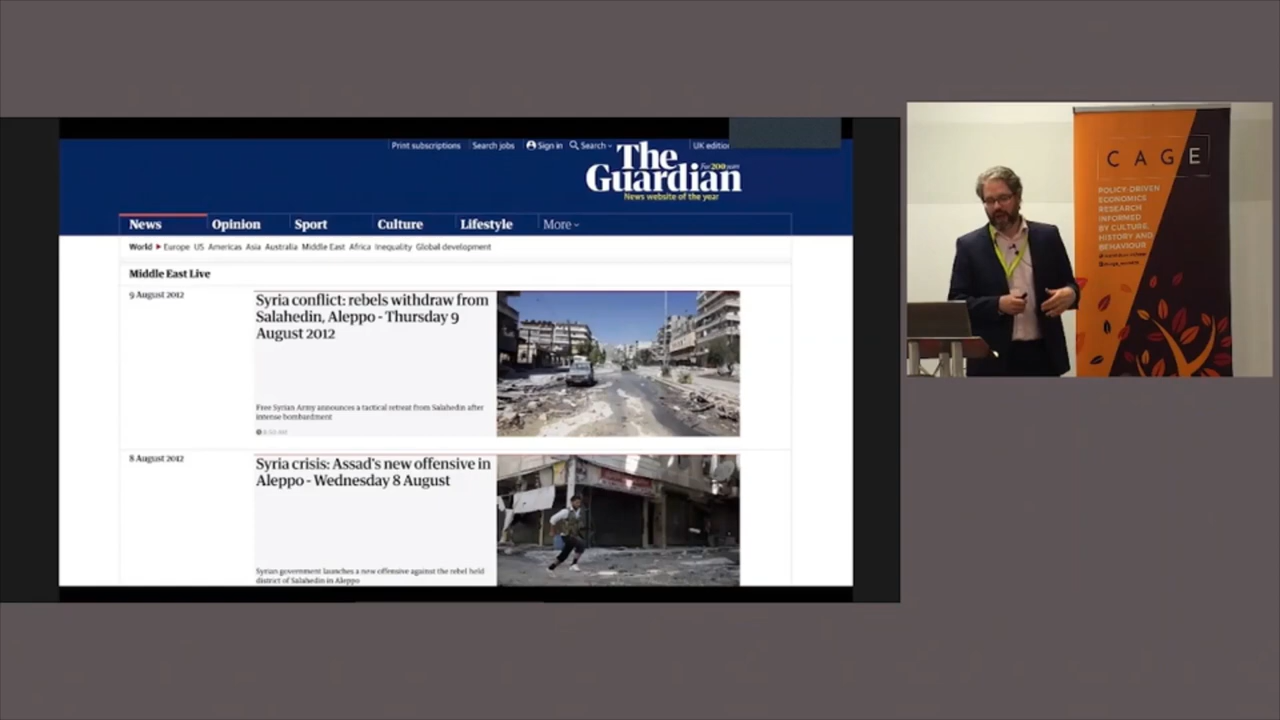 Print subscriptions
Search jobs
Sign in
Search
UK edition
The
Guardian
For 200 years
News website of the year
News
Opinion
Sport
Culture
Lifestyle
More
World
Europe
US
Americas
Asia
Australia
Middle East
Africa
Inequality
Global development
Middle East Live
9 August 2012
Syria conflict: rebels withdraw from
Salahedin, Aleppo - Thursday 9
August 2012
Free Syrian Army announces a tactical retreat from Salahedin after
intense bombardment
8 August 2012
Syria crisis: Assad's new offensive in
Aleppo - Wednesday 8 August
Syrian government launches a new offensive against the rebel held
district of Salahedin in Aleppo
CAGE
POLICY-DRIVEN
ECONOMICS
RESEARCH
INFORMED
BY CULTURE,
HISTORY AND
BEHAVIOUR